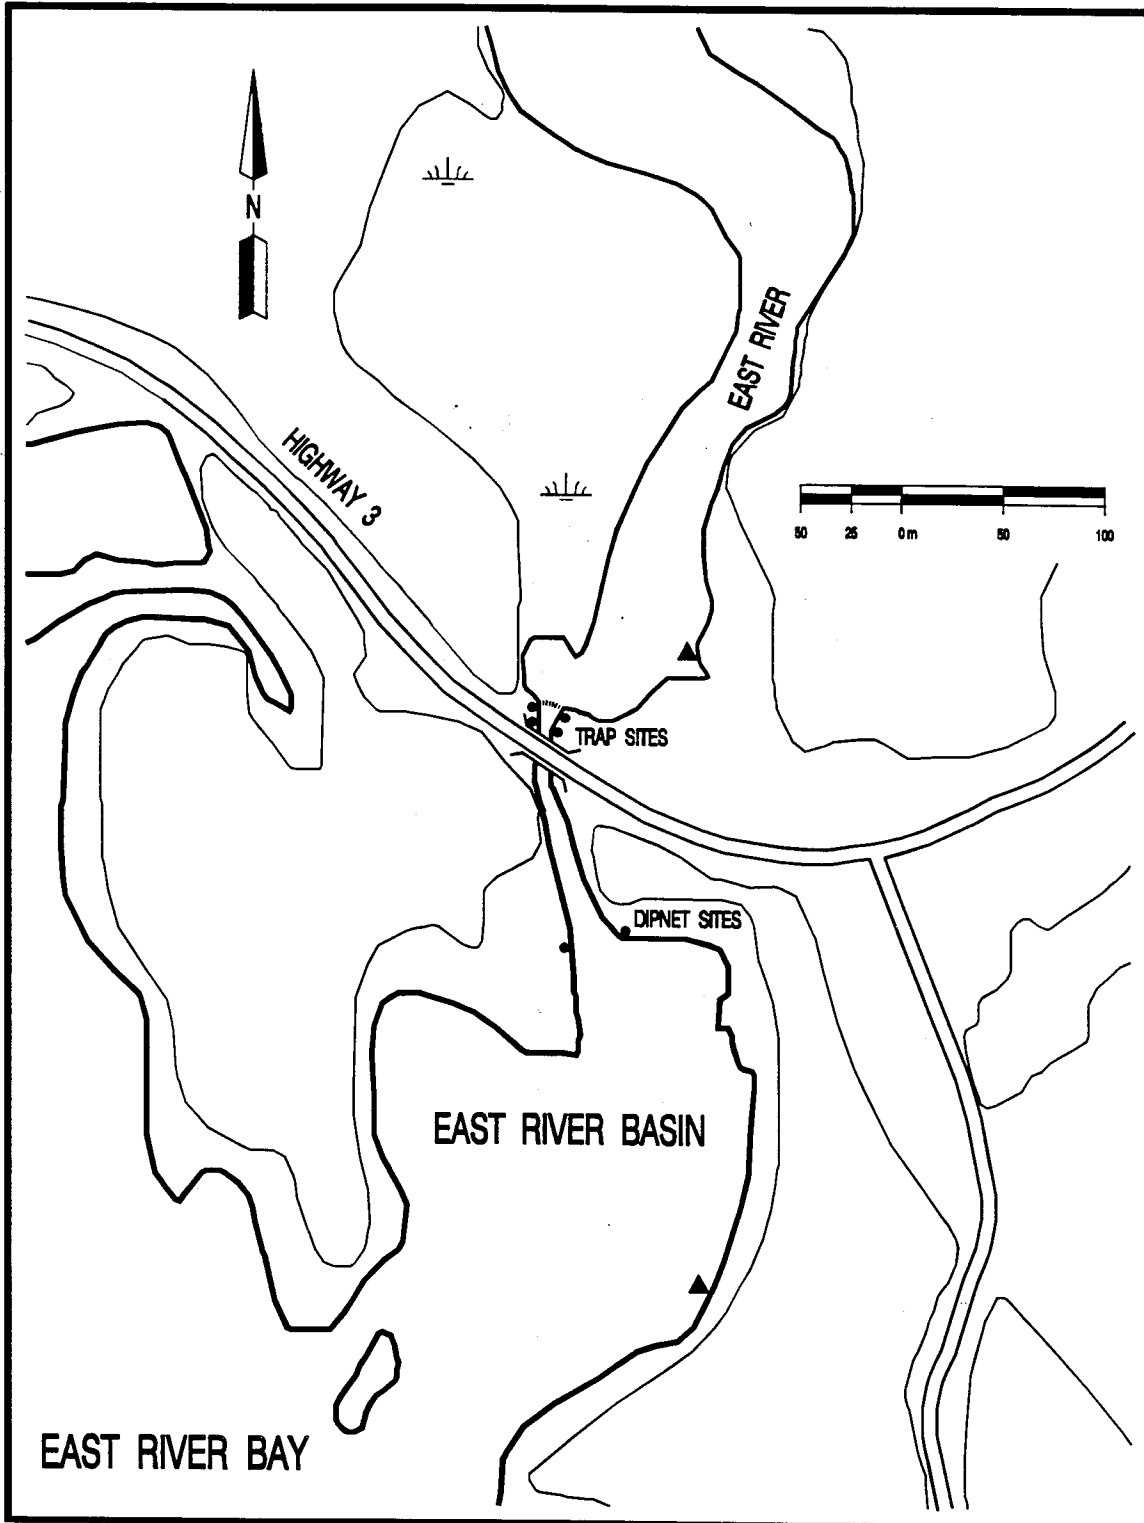 N
EAST RIVER
HIGHWAY 3
50 25 0 m 50 100
TRAP SITES
DIPNET SITES
EAST RIVER BASIN
EAST RIVER BAY